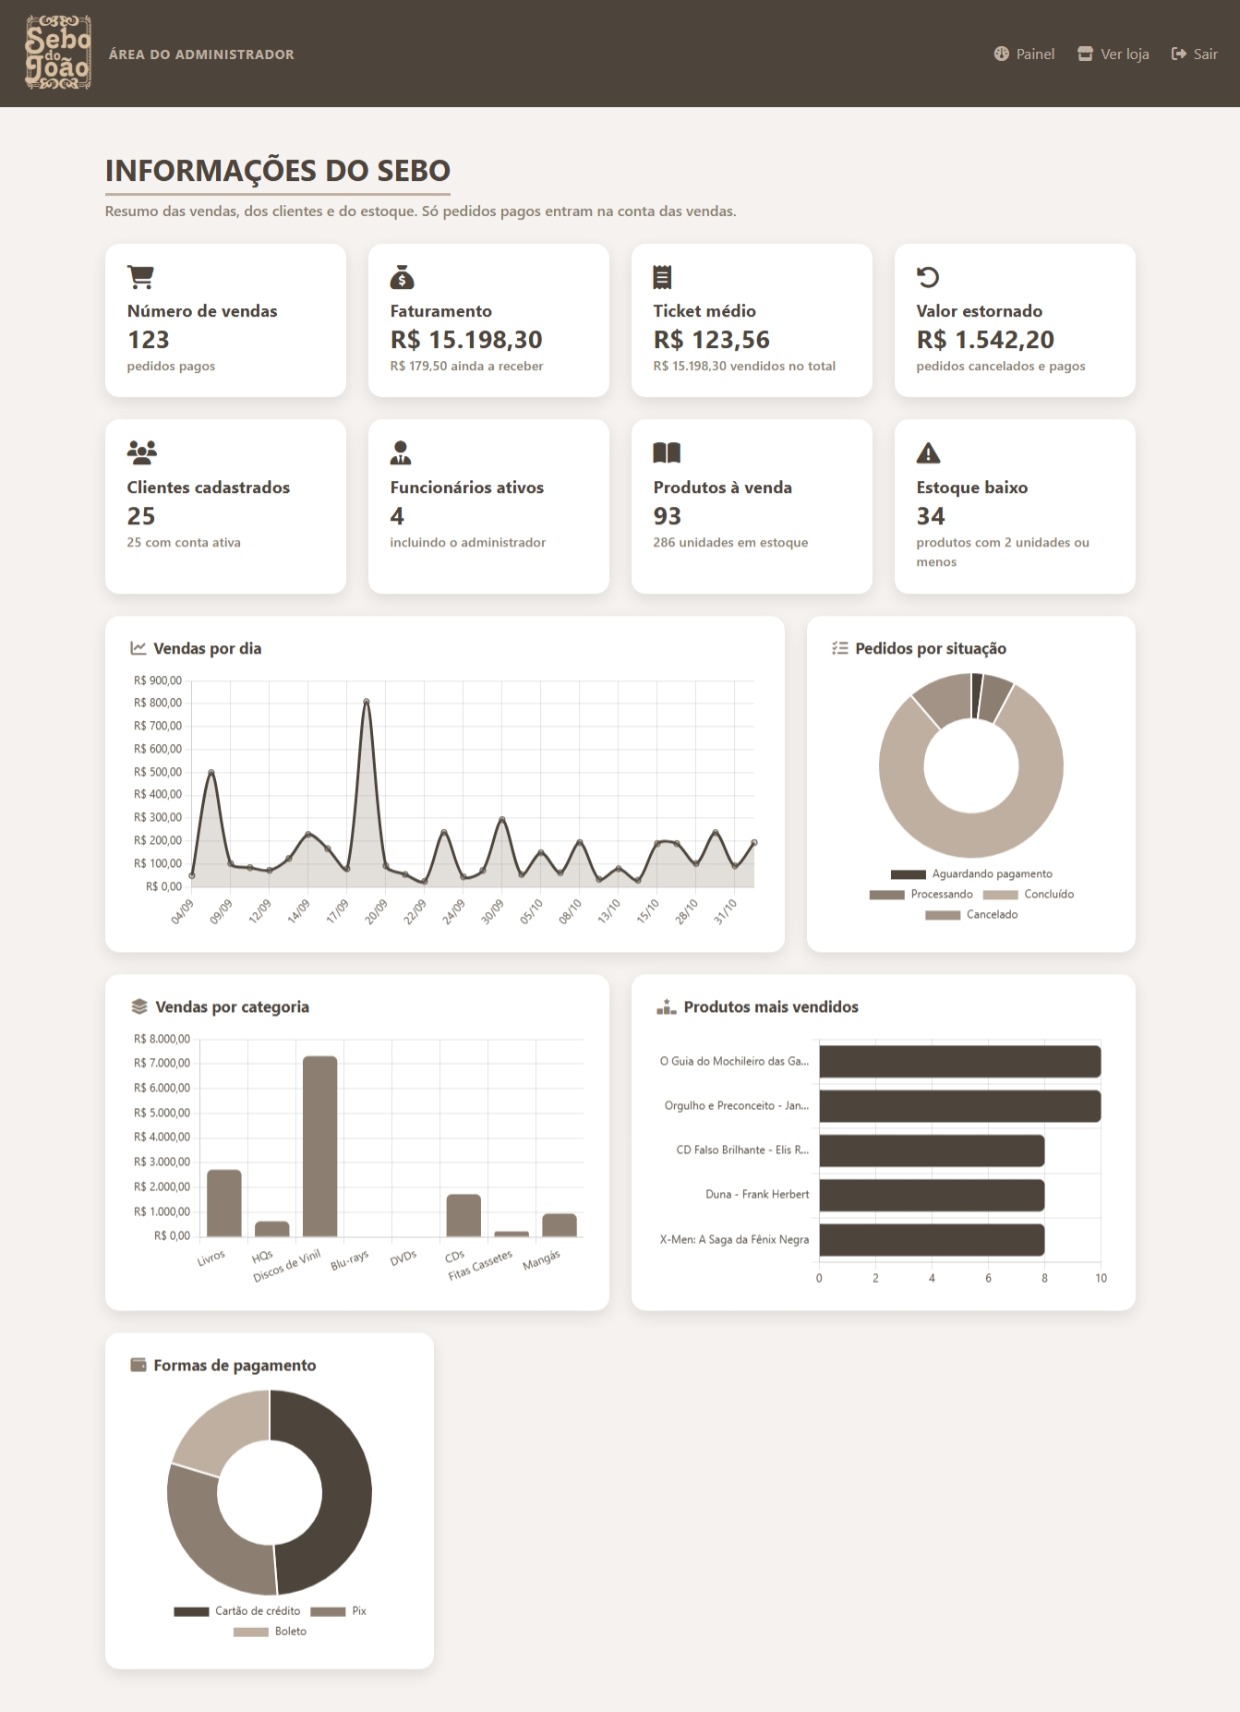 Sebo
do
João
ÁREA DO ADMINISTRADOR
Painel
Ver loja
Sair
INFORMAÇÕES DO SEBO
Resumo das vendas, dos clientes e do estoque. Só pedidos pagos entram na conta das vendas.
Número de vendas
123
pedidos pagos
Faturamento
R$ 15.198,30
R$ 179,50 ainda a receber
Ticket médio
R$ 123,56
R$ 15.198,30 vendidos no total
Valor estornado
R$ 1.542,20
pedidos cancelados e pagos
Clientes cadastrados
25
25 com conta ativa
Funcionários ativos
4
incluindo o administrador
Produtos à venda
93
286 unidades em estoque
Estoque baixo
34
produtos com 2 unidades ou
menos
Vendas por dia
R$ 900,00
R$ 800,00
R$ 700,00
R$ 600,00
R$ 500,00
R$ 400,00
R$ 300,00
R$ 200,00
R$ 100,00
R$ 0,00
04/09
09/09
12/09
14/09
17/09
20/09
22/09
24/09
30/09
05/10
08/10
13/10
15/10
28/10
31/10
Pedidos por situação
Aguardando pagamento
Processando
Concluído
Cancelado
Vendas por categoria
R$ 8.000,00
R$ 7.000,00
R$ 6.000,00
R$ 5.000,00
R$ 4.000,00
R$ 3.000,00
R$ 2.000,00
R$ 1.000,00
R$ 0,00
Livros
HQs
Discos de Vinil
Blu-rays
DVDs
CDs
Fitas Cassetes
Mangás
Produtos mais vendidos
O Guia do Mochileiro das Ga...
Orgulho e Preconceito - Jan...
CD Falso Brilhante - Elis R...
Duna - Frank Herbert
X-Men: A Saga da Fênix Negra
0
2
4
6
8
10
Formas de pagamento
Cartão de crédito
Pix
Boleto